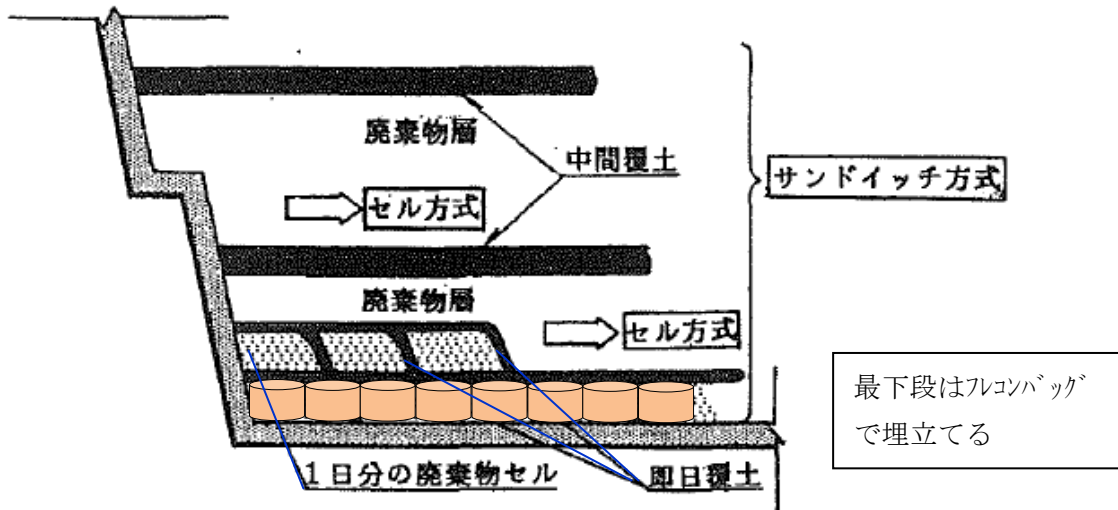 廃棄物層
中間覆土
サンドイッチ方式
セル方式
廃棄物層
セル方式
最下段はﾌﾚｺﾝﾊﾞｯｸﾞ
で埋立てる
1日分の廃棄物セル
即日覆土